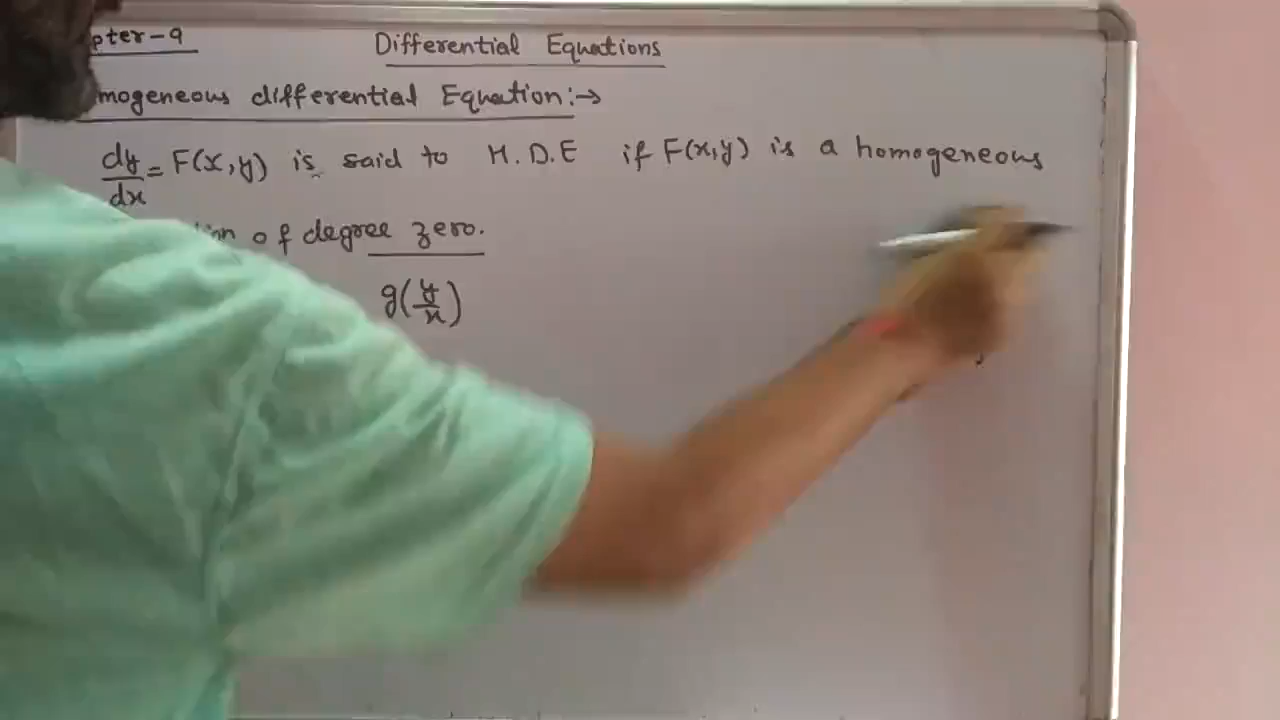 pter-9 Differential Equations
mogeneous differential Equation:→
dy/dx = F(x,y) is said to H.D.E if F(x,y) is a homogeneous
of degree zero.
g(y/x)